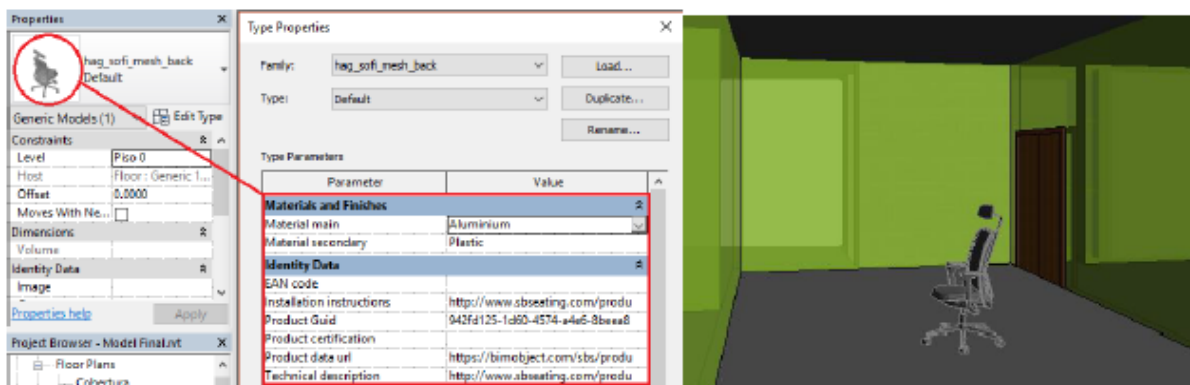 Properties
hag_sofi_mesh_back
Default
Generic Models (1)
Edit Type
Constraints
Level Piso 0
Host Floor : Generic 1...
Offset 0.0000
Moves With Ne...
Dimensions
Volume
Identity Data
Image
Properties help
Apply
Project Browser - Model Final.rvt
Floor Plans
Cobertura
Type Properties
Family: hag_sofi_mesh_back Load...
Type: Default Duplicate...
Rename...
Type Parameters
Parameter Value
Materials and Finishes
Material main Aluminium
Material secondary Plastic
Identity Data
EAN code
Installation instructions http://www.sbseating.com/produ
Product Guid 942fd125-1d60-4574-a4e6-8beea8
Product certification
Product data url https://bimobject.com/sbs/produ
Technical description http://www.sbseating.com/produ